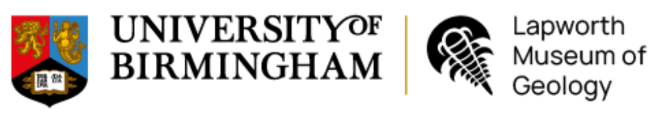 UNIVERSITY OF
BIRMINGHAM
Lapworth
Museum of
Geology